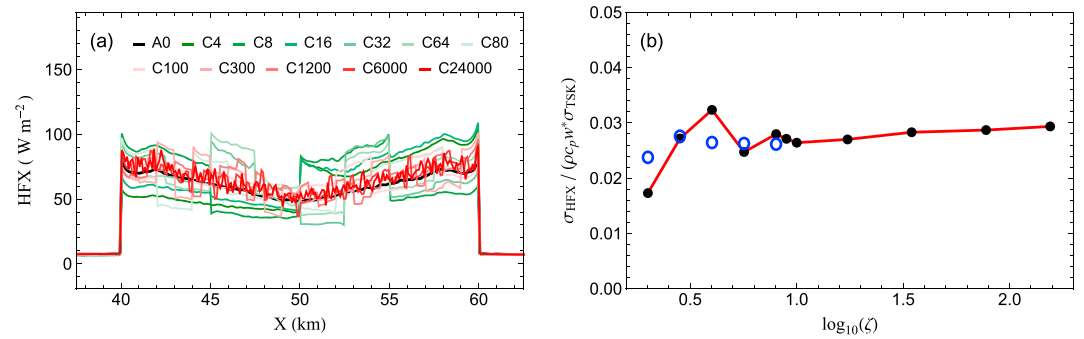 (a) A0 C4 C8 C16 C32 C64 C80
C100 C300 C1200 C6000 C24000
HFX ( W m⁻² )
150
100
50
0
40 45 50 55 60
X (km)
(b)
σHFX / (ρcₚw*σTSK)
0.05
0.04
0.03
0.02
0.01
0.00
0.5 1.0 1.5 2.0
log₁₀(ζ)